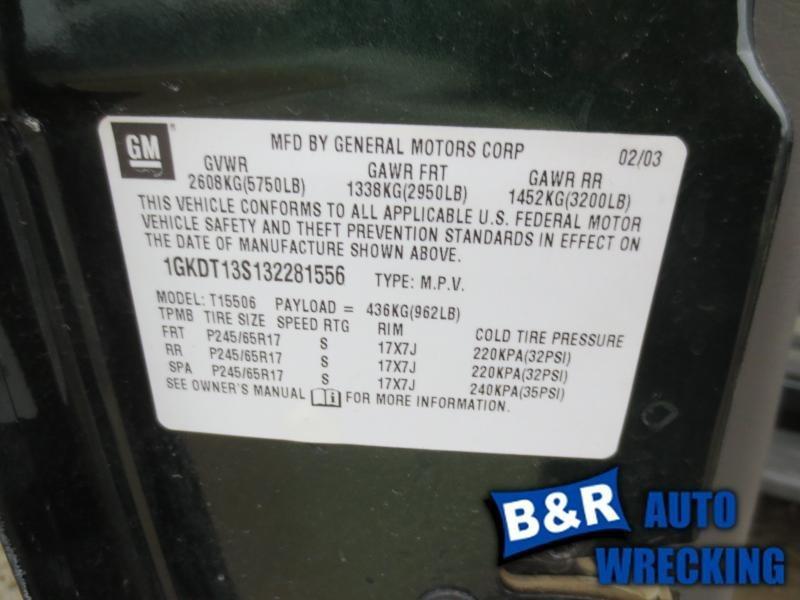 GM
MFD BY GENERAL MOTORS CORP 02/03
GVWR GAWR FRT GAWR RR
2608KG(5750LB) 1338KG(2950LB) 1452KG(3200LB)
THIS VEHICLE CONFORMS TO ALL APPLICABLE U.S. FEDERAL MOTOR
VEHICLE SAFETY AND THEFT PREVENTION STANDARDS IN EFFECT ON
THE DATE OF MANUFACTURE SHOWN ABOVE.
1GKDT13S132281556 TYPE: M.P.V.
MODEL: T15506 PAYLOAD = 436KG(962LB)
TPMB TIRE SIZE SPEED RTG RIM COLD TIRE PRESSURE
FRT P245/65R17 S 17X7J 220KPA(32PSI)
RR P245/65R17 S 17X7J 220KPA(32PSI)
SPA P245/65R17 S 17X7J 240KPA(35PSI)
SEE OWNER'S MANUAL FOR MORE INFORMATION.
B&R AUTO
WRECKING